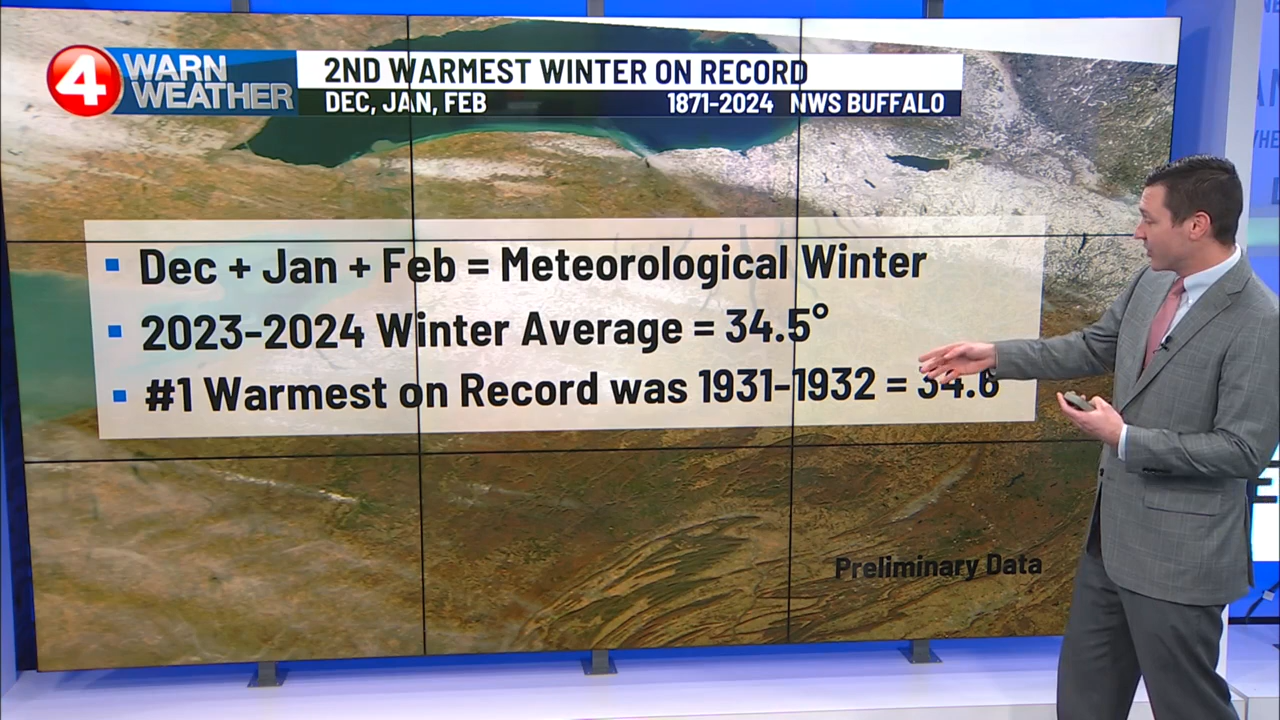 4 WARN
WEATHER
2ND WARMEST WINTER ON RECORD
DEC, JAN, FEB 1871-2024 NWS BUFFALO
▪ Dec + Jan + Feb = Meteorological Winter
▪ 2023-2024 Winter Average = 34.5°
▪ #1 Warmest on Record was 1931-1932 = 34.6
Preliminary Data